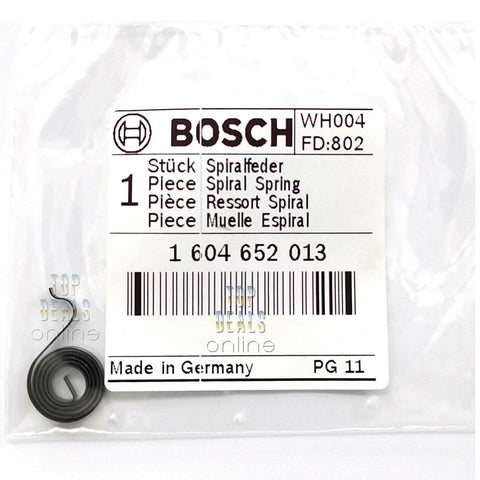 BOSCH
WH004
FD:802
1
Stück Spiralfeder
Piece Spiral Spring
Pièce Ressort Spiral
Piece Muelle Espiral
1 604 652 013
TOP
DEALS
online
TOP
DEALS
online
Made in Germany PG 11